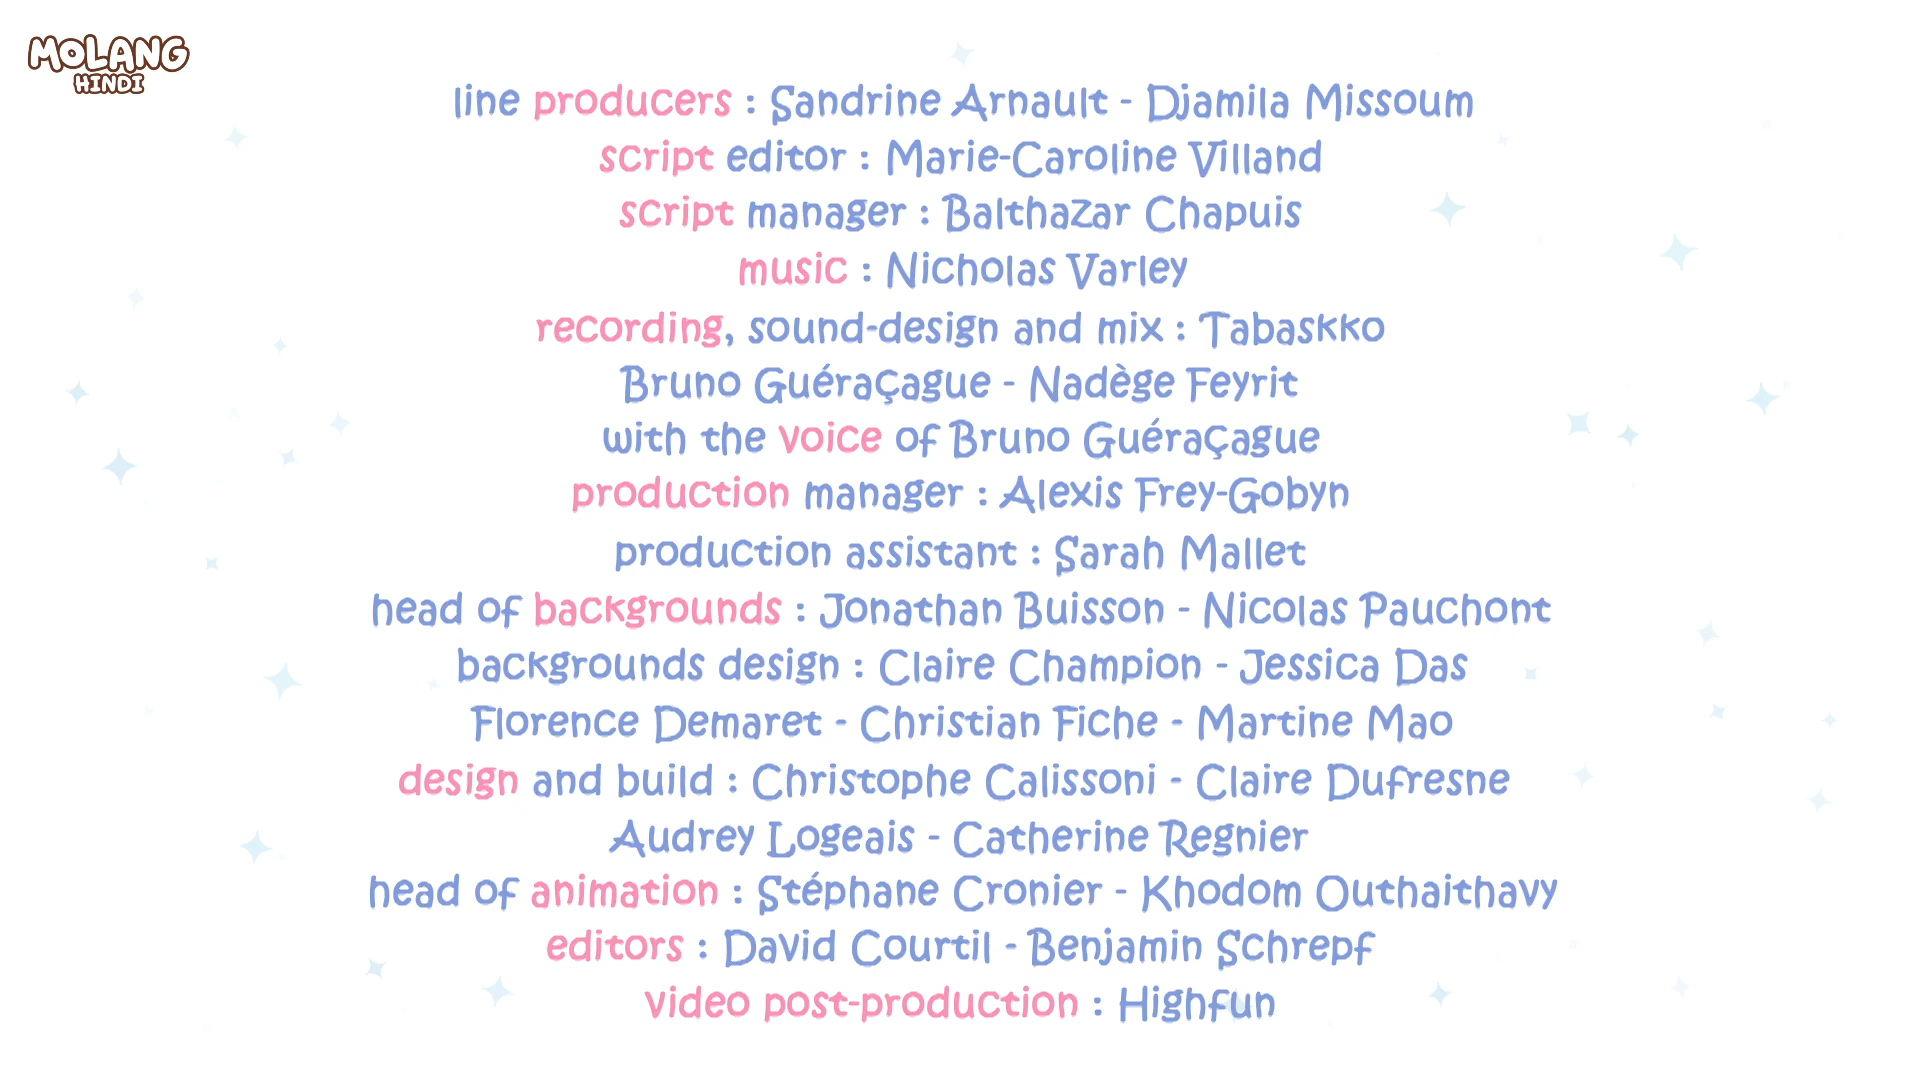 MOLANG
HINDI
line producers : Sandrine Arnault - Djamila Missoum
script editor : Marie-Caroline Villand
script manager : Balthazar Chapuis
music : Nicholas Varley
recording, sound-design and mix : Tabaskko
Bruno Guéraçague - Nadège Feyrit
with the voice of Bruno Guéraçague
production manager : Alexis Frey-Gobyn
production assistant : Sarah Mallet
head of backgrounds : Jonathan Buisson - Nicolas Pauchont
backgrounds design : Claire Champion - Jessica Das
Florence Demaret - Christian Fiche - Martine Mao
design and build : Christophe Calissoni - Claire Dufresne
Audrey Logeais - Catherine Regnier
head of animation : Stéphane Cronier - Khodom Outhaithavy
editors : David Courtil - Benjamin Schrepf
video post-production : Highfun